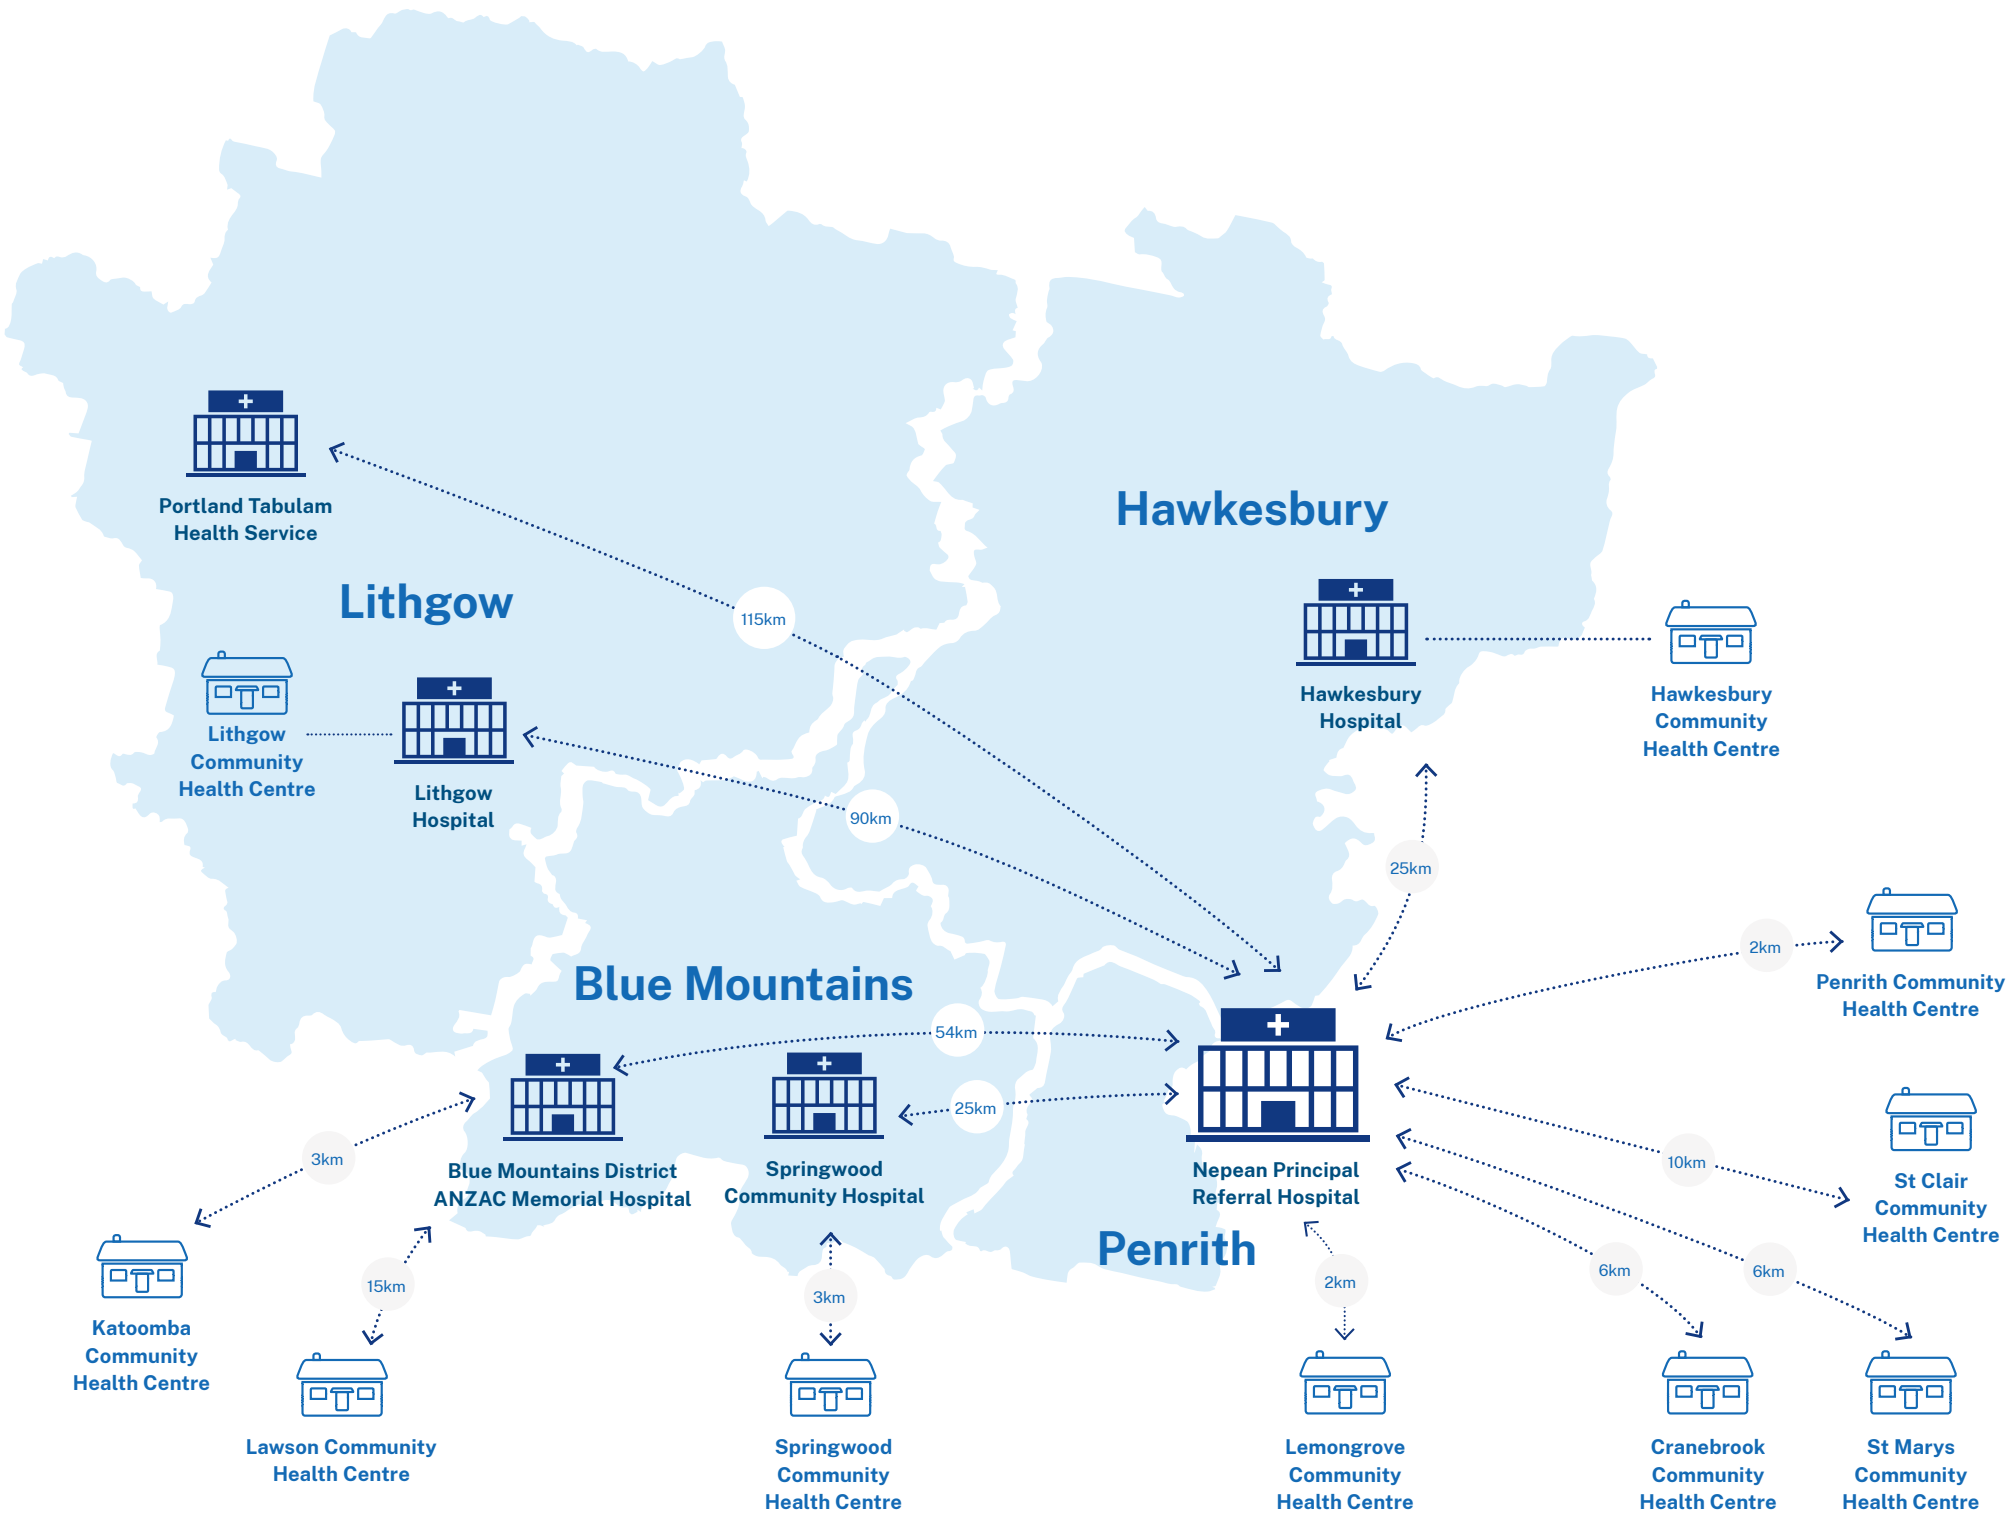 Hawkesbury
Portland Tabulam
Health Service
Lithgow
115km
Hawkesbury
Hospital
Hawkesbury
Community
Health Centre
Lithgow
Community
Health Centre
Lithgow
Hospital
90km
25km
2km
Penrith Community
Health Centre
Blue Mountains
54km
25km
3km
Blue Mountains District
ANZAC Memorial Hospital
Springwood
Community Hospital
Nepean Principal
Referral Hospital
10km
St Clair
Community
Health Centre
Penrith
15km
3km
2km
6km
6km
Katoomba
Community
Health Centre
Lawson Community
Health Centre
Springwood
Community
Health Centre
Lemongrove
Community
Health Centre
Cranebrook
Community
Health Centre
St Marys
Community
Health Centre